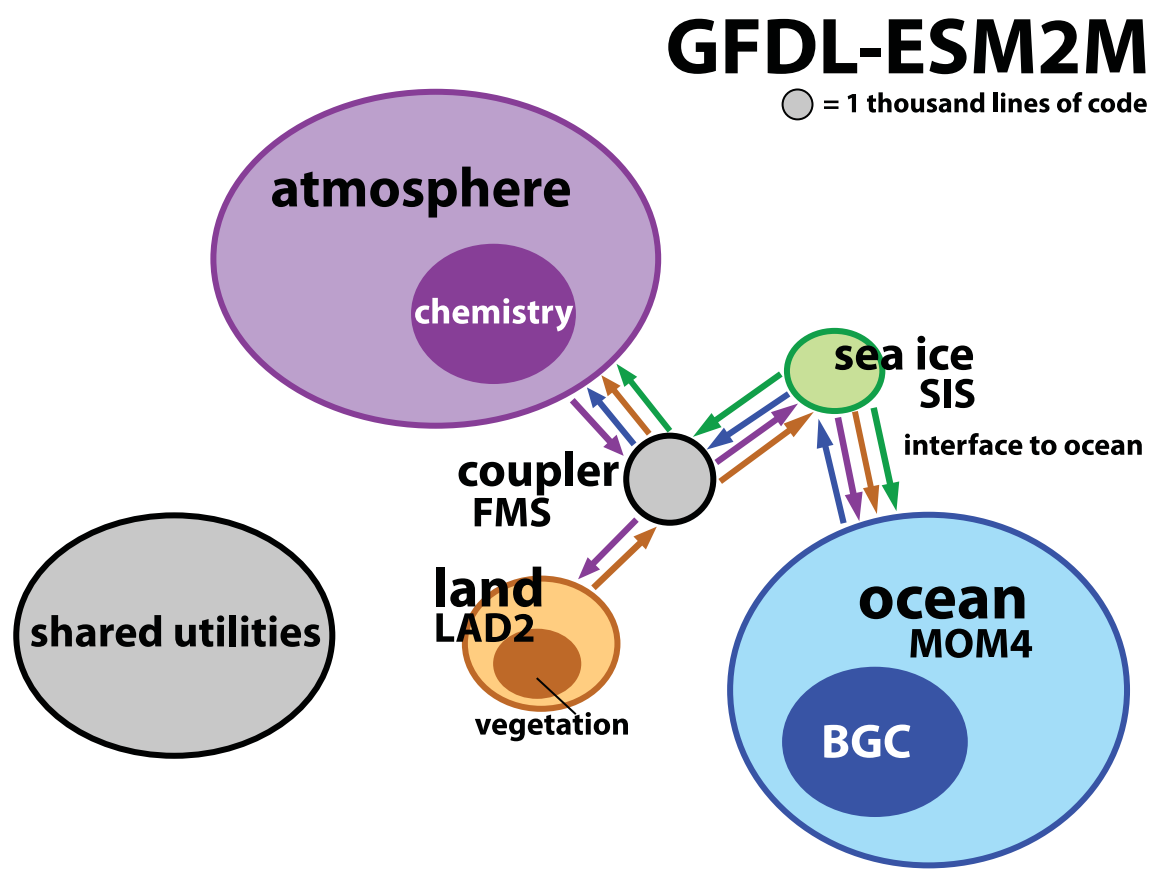 GFDL-ESM2M
= 1 thousand lines of code
atmosphere
chemistry
sea ice
SIS
interface to ocean
coupler
FMS
land
LAD2
vegetation
shared utilities
ocean
MOM4
BGC